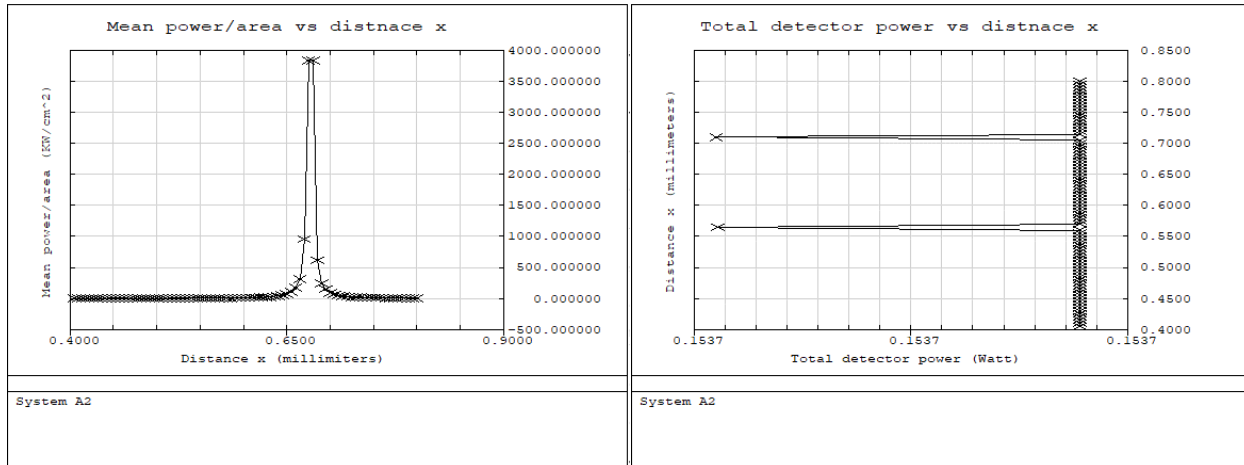 Mean power/area vs distnace x
Mean power/area (KW/cm^2)
4000.000000
3500.000000
3000.000000
2500.000000
2000.000000
1500.000000
1000.000000
500.000000
0.000000
-500.000000
0.4000 0.6500 0.9000
Distance x (millimiters)
System A2
Total detector power vs distnace x
Distance x (millimeters)
0.8500
0.8000
0.7500
0.7000
0.6500
0.6000
0.5500
0.5000
0.4500
0.4000
0.1537 0.1537 0.1537
Total detector power (Watt)
System A2